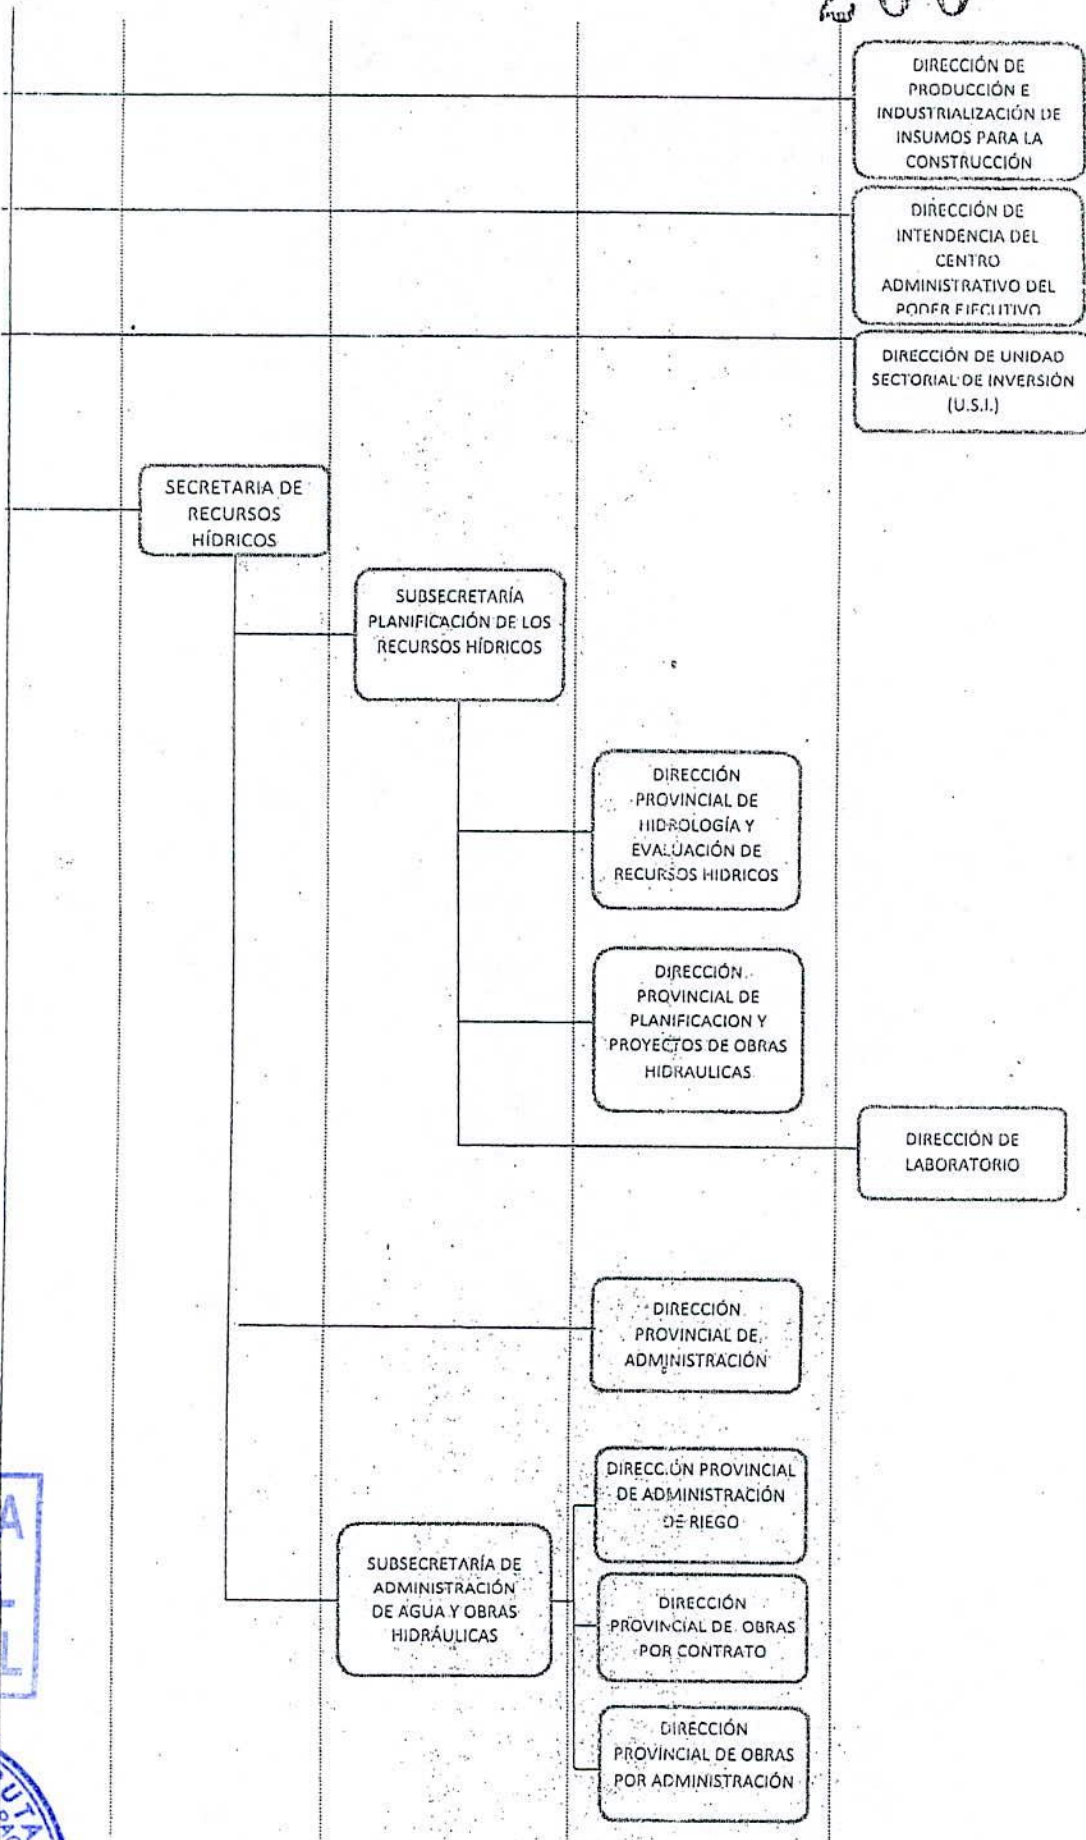 DIRECCIÓN DE
PRODUCCIÓN E
INDUSTRIALIZACIÓN DE
INSUMOS PARA LA
CONSTRUCCIÓN
DIRECCIÓN DE
INTENDENCIA DEL
CENTRO
ADMINISTRATIVO DEL
PODER EJECUTIVO
DIRECCIÓN DE UNIDAD
SECTORIAL DE INVERSIÓN
(U.S.I.)
SECRETARIA DE
RECURSOS
HÍDRICOS
SUBSECRETARÍA
PLANIFICACIÓN DE LOS
RECURSOS HÍDRICOS
DIRECCIÓN
PROVINCIAL DE
HIDROLOGÍA Y
EVALUACIÓN DE
RECURSOS HIDRICOS
DIRECCIÓN
PROVINCIAL DE
PLANIFICACION Y
PROYECTOS DE OBRAS
HIDRAULICAS
DIRECCIÓN DE
LABORATORIO
DIRECCIÓN
PROVINCIAL DE
ADMINISTRACIÓN
DIRECCIÓN PROVINCIAL
DE ADMINISTRACIÓN
DE RIEGO
SUBSECRETARÍA DE
ADMINISTRACIÓN
DE AGUA Y OBRAS
HIDRÁULICAS
DIRECCIÓN
PROVINCIAL DE OBRAS
POR CONTRATO
DIRECCIÓN
PROVINCIAL DE OBRAS
POR ADMINISTRACIÓN
A
L
UTA